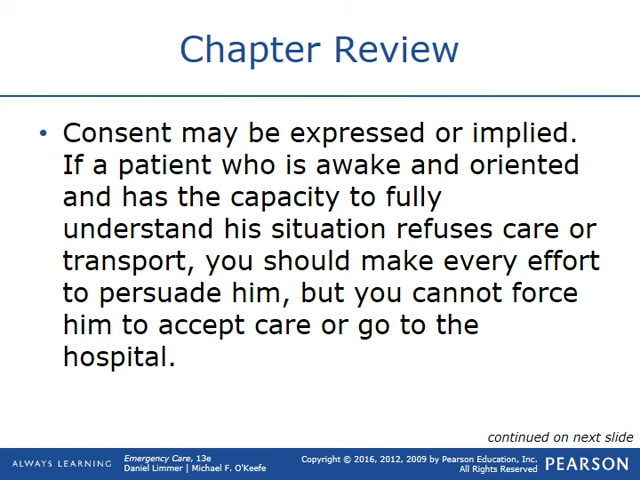 Chapter Review
• Consent may be expressed or implied.
If a patient who is awake and oriented
and has the capacity to fully
understand his situation refuses care or
transport, you should make every effort
to persuade him, but you cannot force
him to accept care or go to the
hospital.
continued on next slide
ALWAYS LEARNING
Emergency Care, 13e
Daniel Limmer | Michael F. O'Keefe
Copyright © 2016, 2012, 2009 by Pearson Education, Inc.
All Rights Reserved
PEARSON